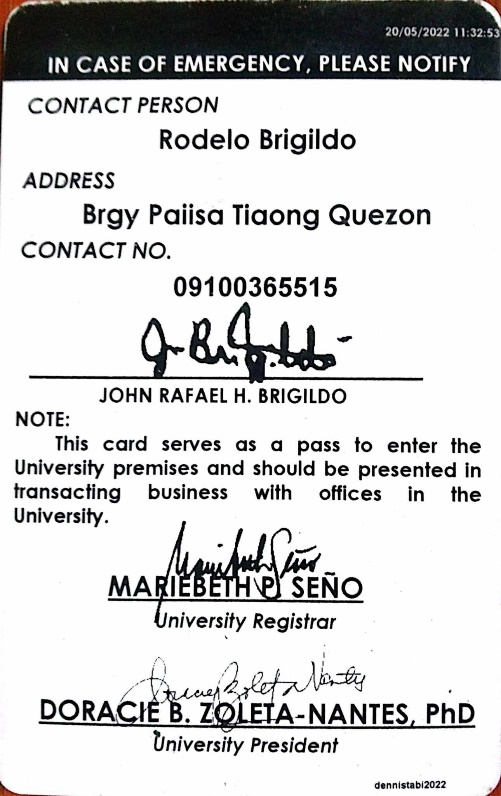 20/05/2022 11:32:53
IN CASE OF EMERGENCY, PLEASE NOTIFY
CONTACT PERSON
Rodelo Brigildo
ADDRESS
Brgy Paiisa Tiaong Quezon
CONTACT NO.
09100365515
JOHN RAFAEL H. BRIGILDO
NOTE:
This card serves as a pass to enter the
University premises and should be presented in
transacting business with offices in the
University.
MARIEBETH P. SEÑO
University Registrar
DORACIE B. ZOLETA-NANTES, PhD
University President
dennistabi2022